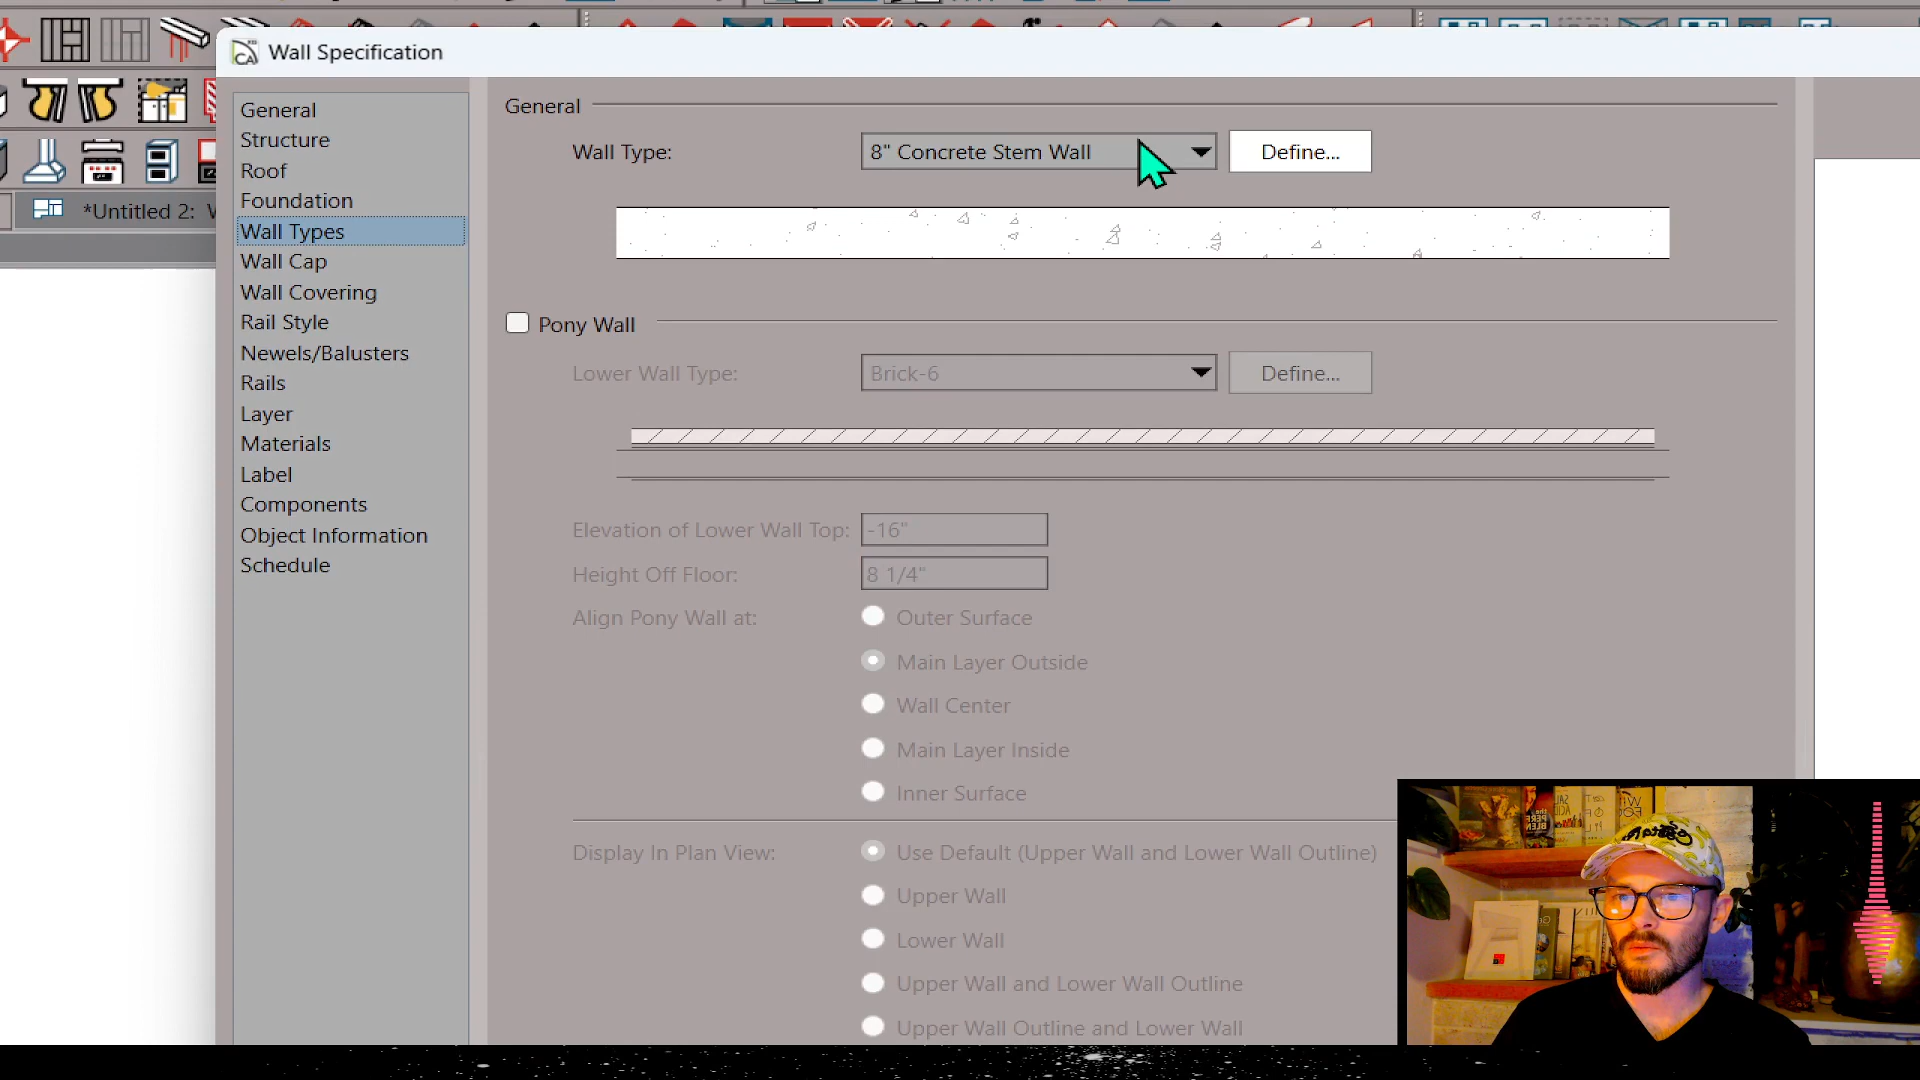 Wall Specification
General
Structure
Roof
Foundation
Wall Types
Wall Cap
Wall Covering
Rail Style
Newels/Balusters
Rails
Layer
Materials
Label
Components
Object Information
Schedule
*Untitled 2:
General
Wall Type: 8" Concrete Stem Wall Define...
Pony Wall
Lower Wall Type: Brick-6 Define...
Elevation of Lower Wall Top: -16"
Height Off Floor: 8 1/4"
Align Pony Wall at: Outer Surface
Main Layer Outside
Wall Center
Main Layer Inside
Inner Surface
Display In Plan View: Use Default (Upper Wall and Lower Wall Outline)
Upper Wall
Lower Wall
Upper Wall and Lower Wall Outline
Upper Wall Outline and Lower Wall